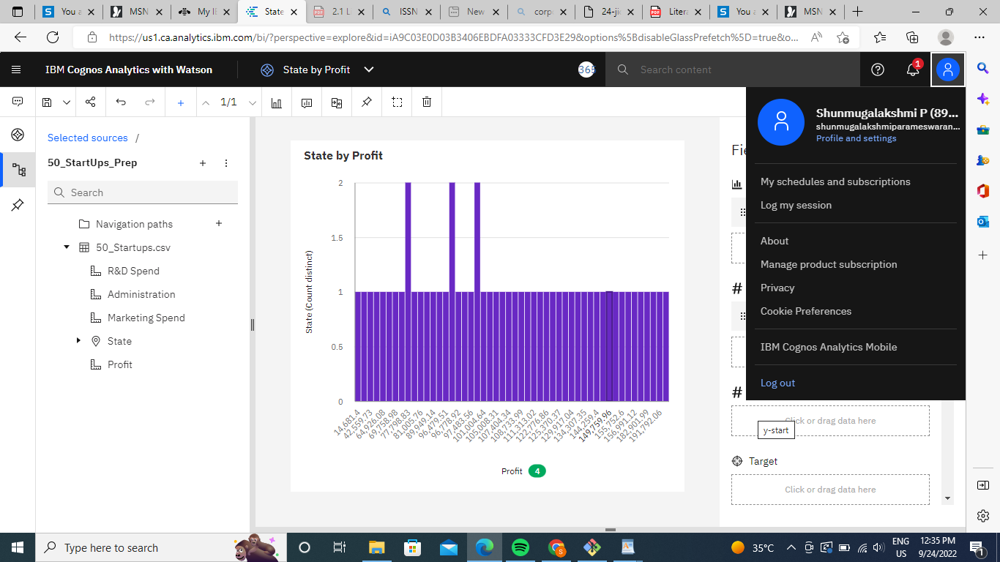 You a
MSN
My li
State
2.1 Li
ISSN
New
corp
24-jic
Litera
You a
MSN
https://us1.ca.analytics.ibm.com/bi/?perspective=explore&id=iA9C03E0D03B3406EBDFA03333CFD3E29&options%5BdisableGlassPrefetch%5D=true&o...
IBM Cognos Analytics with Watson
State by Profit
365
Search content
1
1/1
Selected sources /
50_StartUps_Prep
Search
Navigation paths
50_Startups.csv
R&D Spend
Administration
Marketing Spend
State
Profit
State by Profit
State (Count distinct)
2
1.5
1
0.5
0
14,681.4
42,559.73
64,926.08
69,758.98
77,798.83
81,005.76
89,949.14
96,479.51
96,778.92
97,483.56
101,004.64
105,008.31
107,404.34
108,733.99
111,313.02
122,776.86
125,370.37
129,917.04
134,307.35
144,259.4
149,759.96
155,752.6
156,991.12
182,901.99
191,792.06
Profit 4
Fie
Shunmugalakshmi P (89...
shunmugalakshmiparameswaran...
Profile and settings
My schedules and subscriptions
Log my session
About
Manage product subscription
Privacy
Cookie Preferences
IBM Cognos Analytics Mobile
Log out
#
#
Click or drag data here
y-start
Target
Click or drag data here
Type here to search
35°C
ENG
US
12:35 PM
9/24/2022
1